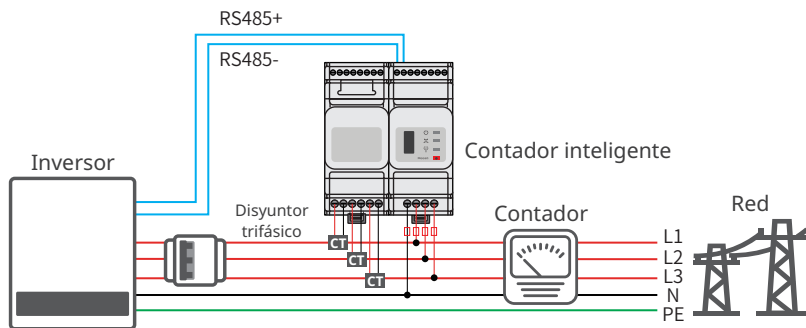 RS485+
RS485-
Contador inteligente
Inversor
Disyuntor
trifásico
Contador
Red
CT
CT
CT
L1
L2
L3
N
PE